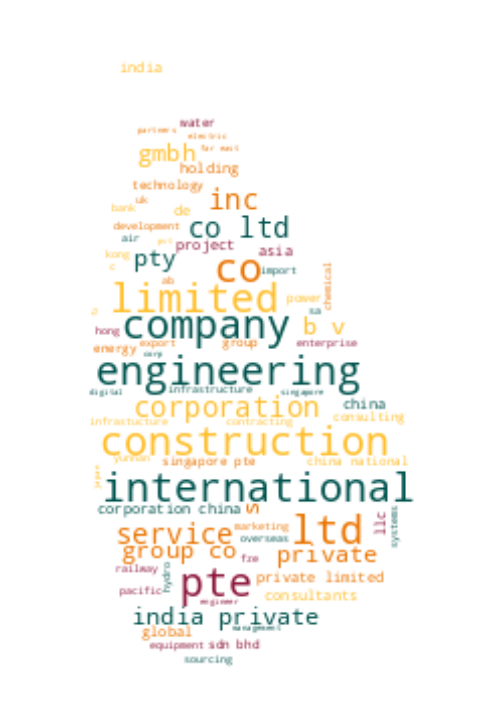 india
water
partners
electric
far east
gmbh
holding
technology
uk
inc
bank
de
development
co ltd
air
project
asia
kong
pty
c
co
import
chemical
ab
limited
power
a
sa
company
b v
hong
export
group
enterprise
energy
corp
engineering
digital
infrastructure
singapore
corporation
china
infrastucture
contracting
consulting
construction
yunnan
singapore pte
china national
japan
international
corporation china
s
llc
systems
service
marketing
overseas
ltd
group co
fze
private
railway
hydro
pte
private limited
pacific
engineer
consultants
india private
global
management
equipment
sdn bhd
sourcing